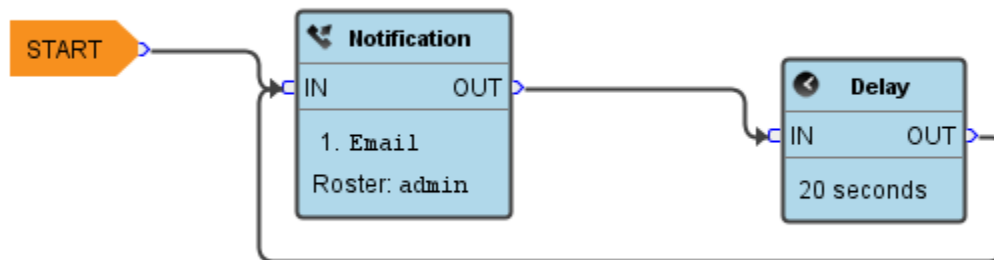 START
Notification
IN OUT
1. Email
Roster: admin
Delay
IN OUT
20 seconds